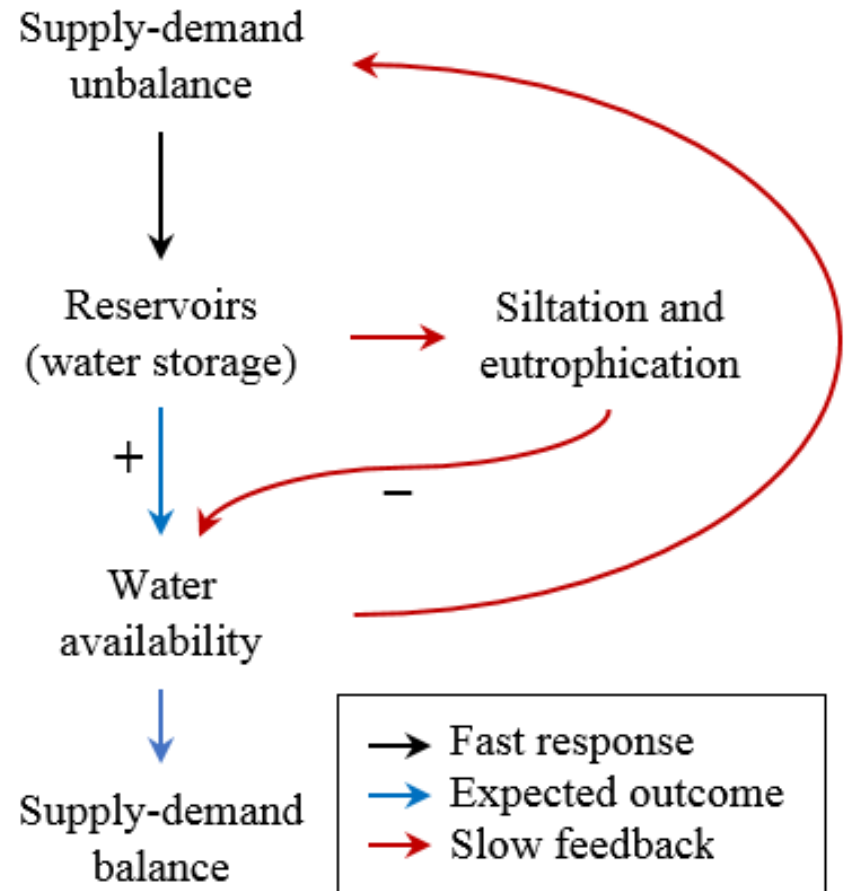 Supply-demand
unbalance
Reservoirs
(water storage)
Siltation and
eutrophication
+
−
Water
availability
Supply-demand
balance
Fast response
Expected outcome
Slow feedback